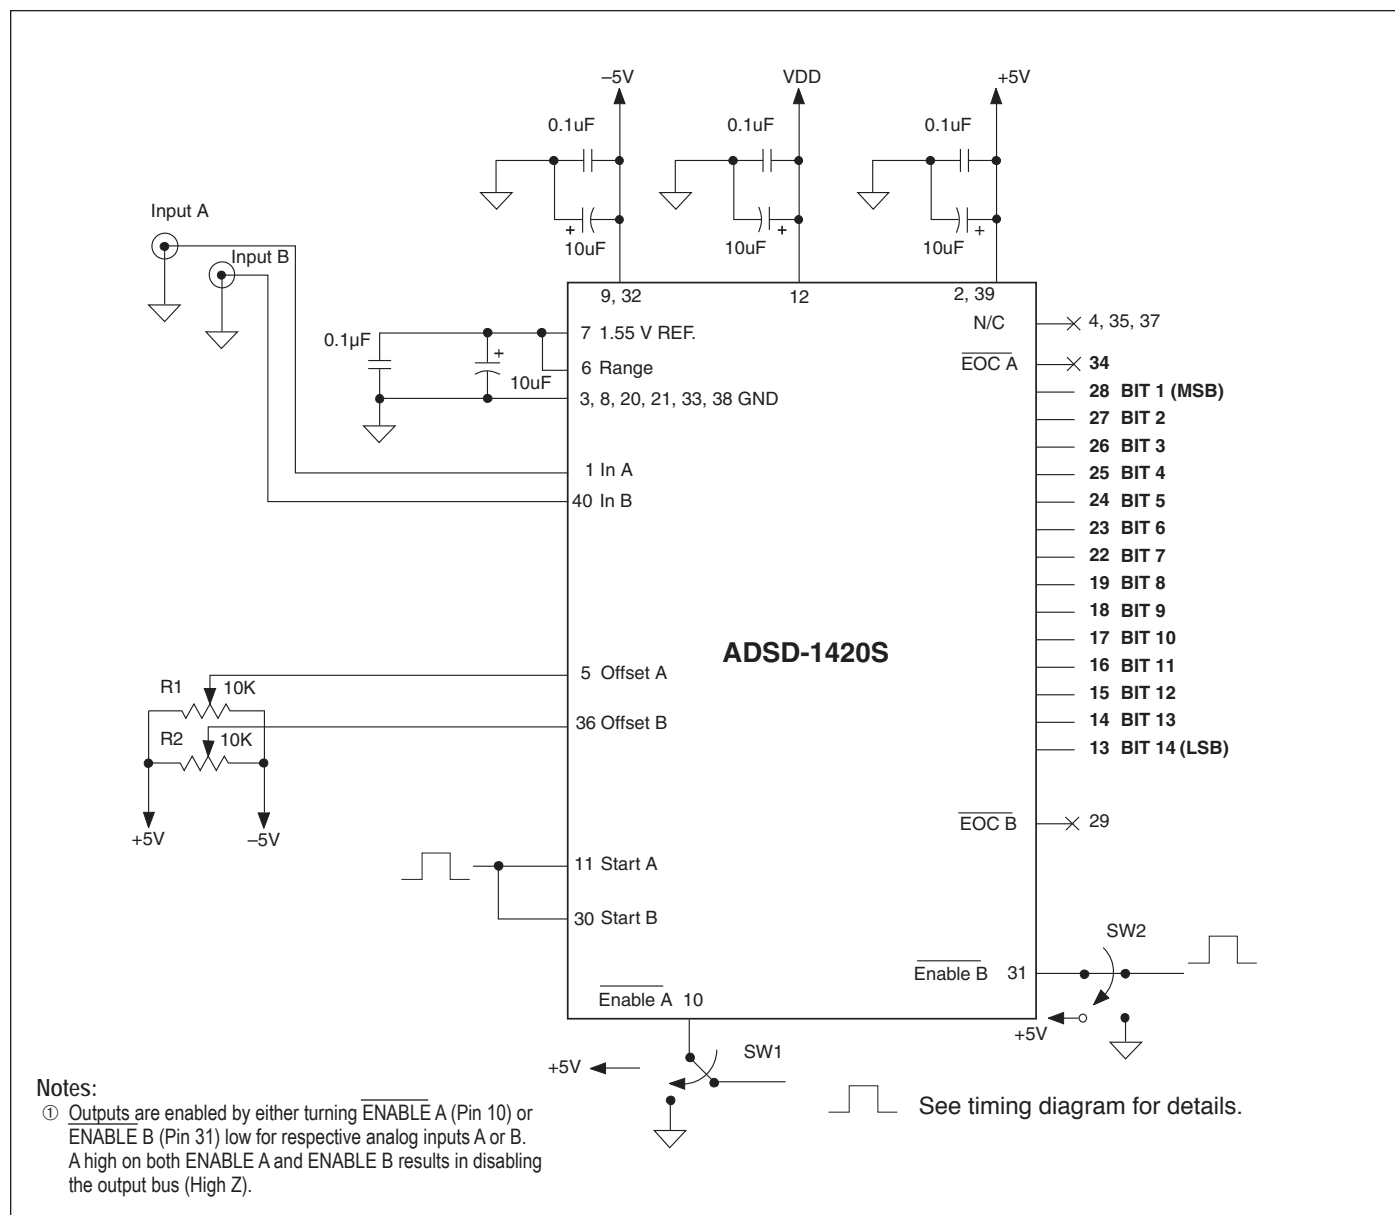 –5V
VDD
+5V
0.1uF
0.1uF
0.1uF
+
10uF
10uF
+
10uF
+
Input A
Input B
9, 32
12
2, 39
0.1µF
+
10uF
7 1.55 V REF.
6 Range
3, 8, 20, 21, 33, 38 GND
1 In A
40 In B
N/C
4, 35, 37
EOC A
34
28 BIT 1 (MSB)
27 BIT 2
26 BIT 3
25 BIT 4
24 BIT 5
23 BIT 6
22 BIT 7
19 BIT 8
18 BIT 9
17 BIT 10
16 BIT 11
15 BIT 12
14 BIT 13
13 BIT 14 (LSB)
ADSD-1420S
R1
10K
5 Offset A
R2
10K
36 Offset B
+5V
–5V
EOC B
29
11 Start A
30 Start B
Enable B 31
SW2
+5V
Enable A 10
SW1
+5V
See timing diagram for details.
Notes:
① Outputs are enabled by either turning ENABLE A (Pin 10) or
ENABLE B (Pin 31) low for respective analog inputs A or B.
A high on both ENABLE A and ENABLE B results in disabling
the output bus (High Z).